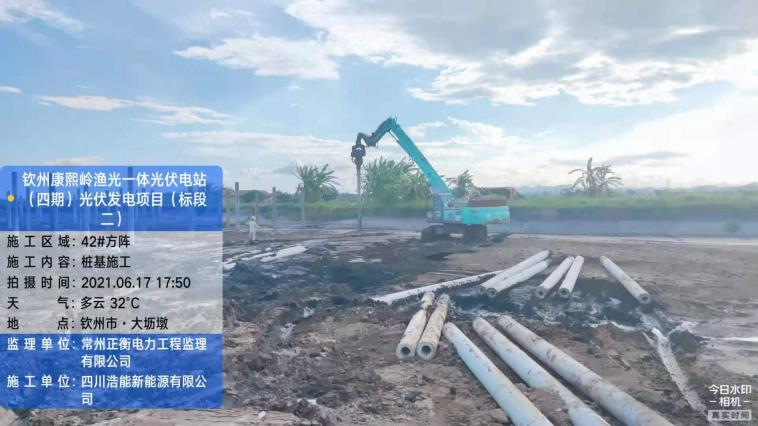 钦州康熙岭渔光一体光伏电站
（四期）光伏发电项目（标段
二）
施工区域：42#方阵
施工内容：桩基施工
拍摄时间：2021.06.17 17:50
天气：多云 32℃
地点：钦州市·大坜墩
监理单位：常州正衡电力工程监理
有限公司
施工单位：四川浩能新能源有限公
司
今日水印
-相机-
真实时间